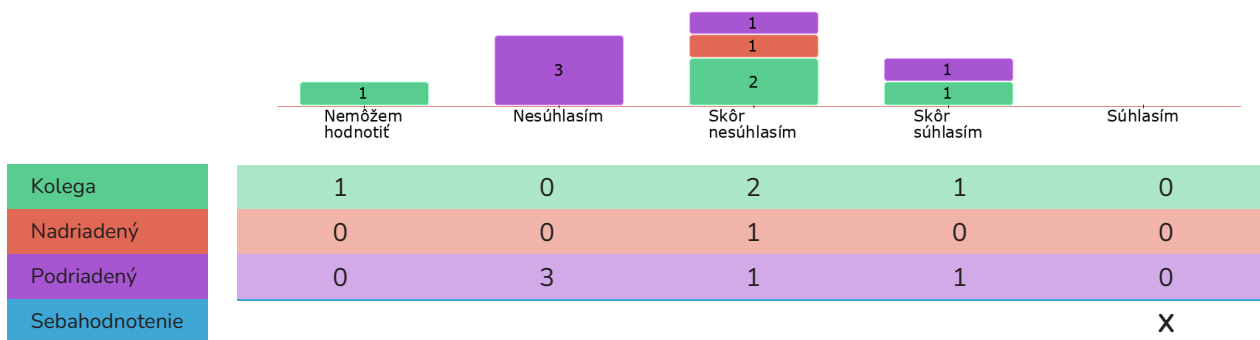 1
1
3
1
2
1
1
Nemôžem
hodnotiť
Nesúhlasím
Skôr
nesúhlasím
Skôr
súhlasím
Súhlasím
Kolega 1 0 2 1 0
Nadriadený 0 0 1 0 0
Podriadený 0 3 1 1 0
Sebahodnotenie x